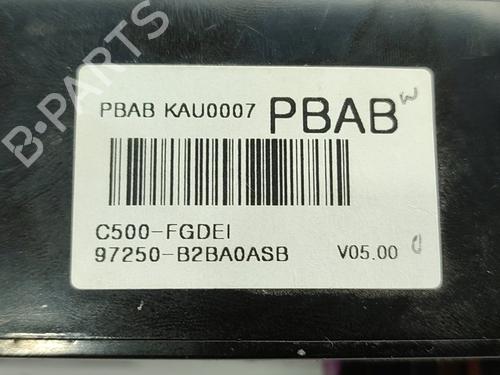 B-PARTS
PBAB KAU0007 PBAB W
C500-FGDEI
97250-B2BA0ASB V05.00